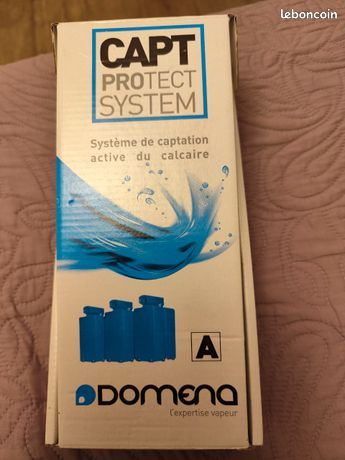 leboncoin
CAPT
PROTECT
SYSTEM
Système de captation
active du calcaire
A
DOMENA
l'expertise vapeur